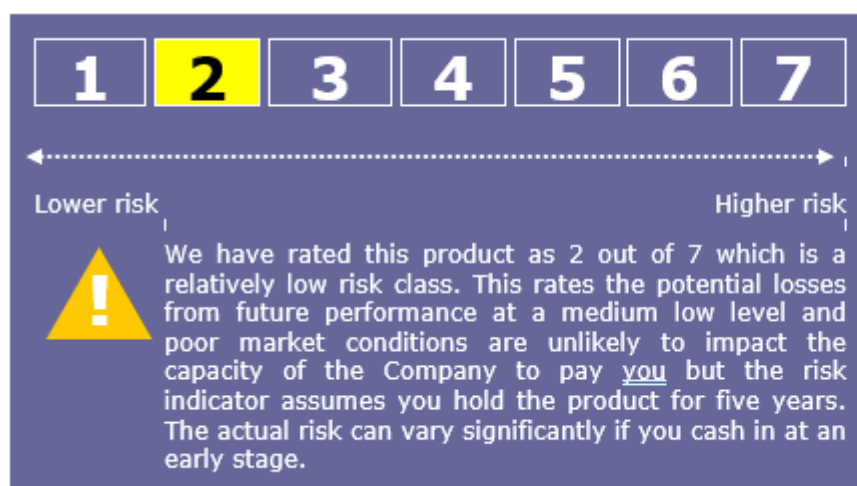 1 2 3 4 5 6 7
Lower risk Higher risk
!
We have rated this product as 2 out of 7 which is a
relatively low risk class. This rates the potential losses
from future performance at a medium low level and
poor market conditions are unlikely to impact the
capacity of the Company to pay you but the risk
indicator assumes you hold the product for five years.
The actual risk can vary significantly if you cash in at an
early stage.